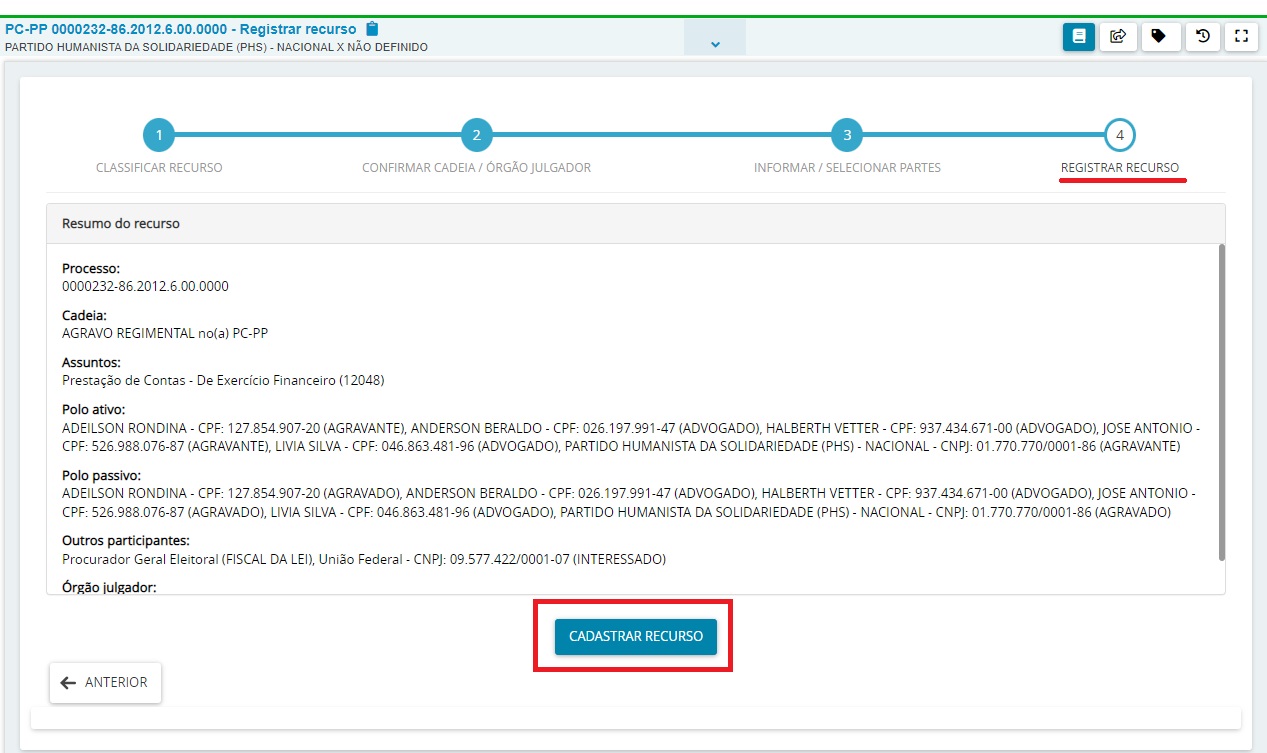 PC-PP 0000232-86.2012.6.00.0000 - Registrar recurso
PARTIDO HUMANISTA DA SOLIDARIEDADE (PHS) - NACIONAL X NÃO DEFINIDO
1
2
3
4
CLASSIFICAR RECURSO
CONFIRMAR CADEIA / ÓRGÃO JULGADOR
INFORMAR / SELECIONAR PARTES
REGISTRAR RECURSO
Resumo do recurso
Processo:
0000232-86.2012.6.00.0000
Cadeia:
AGRAVO REGIMENTAL no(a) PC-PP
Assuntos:
Prestação de Contas - De Exercício Financeiro (12048)
Polo ativo:
ADEILSON RONDINA - CPF: 127.854.907-20 (AGRAVANTE), ANDERSON BERALDO - CPF: 026.197.991-47 (ADVOGADO), HALBERTH VETTER - CPF: 937.434.671-00 (ADVOGADO), JOSE ANTONIO -
CPF: 526.988.076-87 (AGRAVANTE), LIVIA SILVA - CPF: 046.863.481-96 (ADVOGADO), PARTIDO HUMANISTA DA SOLIDARIEDADE (PHS) - NACIONAL - CNPJ: 01.770.770/0001-86 (AGRAVANTE)
Polo passivo:
ADEILSON RONDINA - CPF: 127.854.907-20 (AGRAVADO), ANDERSON BERALDO - CPF: 026.197.991-47 (ADVOGADO), HALBERTH VETTER - CPF: 937.434.671-00 (ADVOGADO), JOSE ANTONIO -
CPF: 526.988.076-87 (AGRAVADO), LIVIA SILVA - CPF: 046.863.481-96 (ADVOGADO), PARTIDO HUMANISTA DA SOLIDARIEDADE (PHS) - NACIONAL - CNPJ: 01.770.770/0001-86 (AGRAVADO)
Outros participantes:
Procurador Geral Eleitoral (FISCAL DA LEI), União Federal - CNPJ: 09.577.422/0001-07 (INTERESSADO)
Órgão julgador:
CADASTRAR RECURSO
ANTERIOR